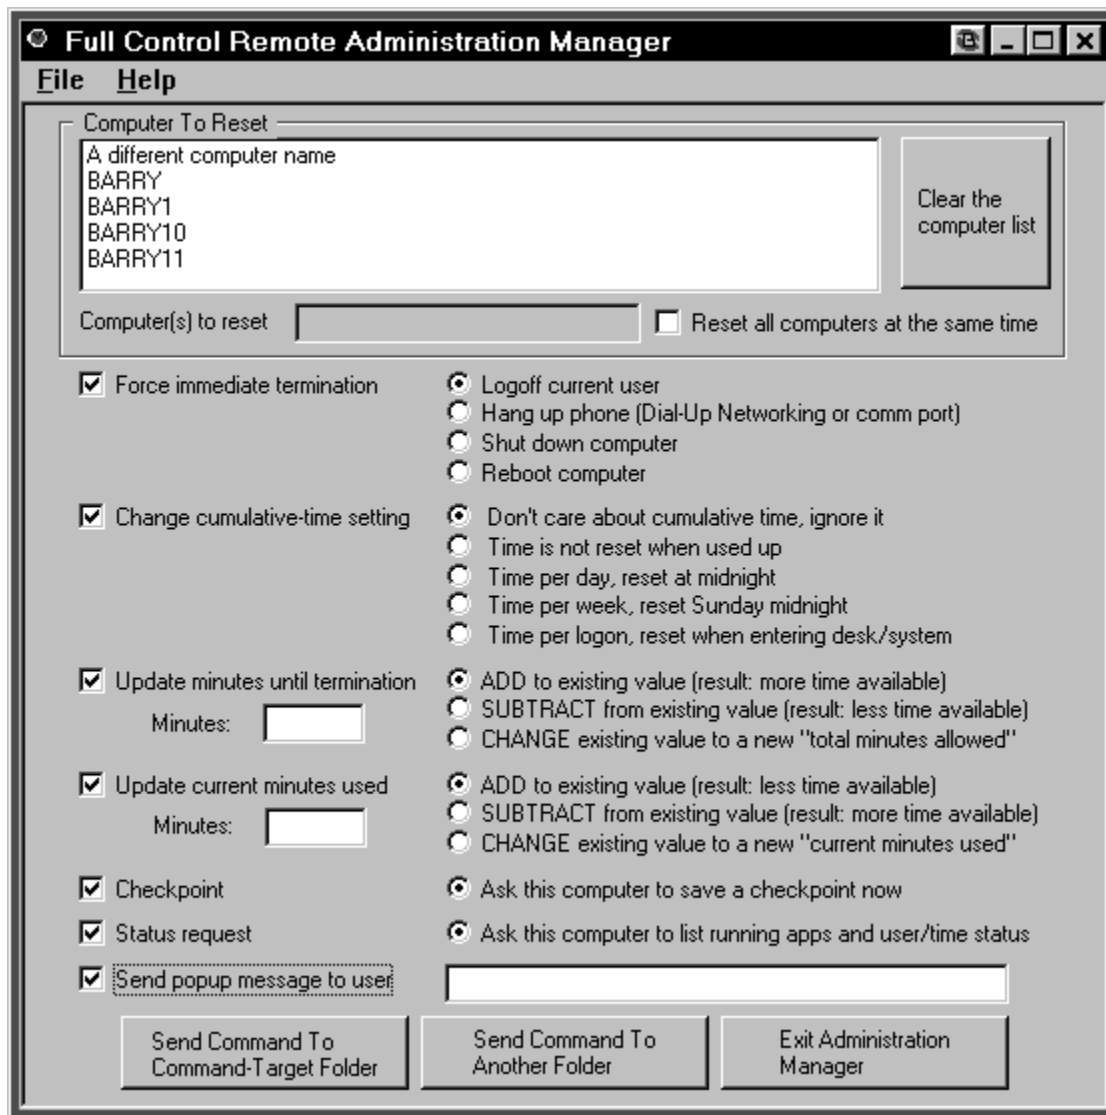 Full Control Remote Administration Manager
File Help
Computer To Reset
A different computer name
BARRY
BARRY1
BARRY10
BARRY11
Clear the
computer list
Computer(s) to reset
Reset all computers at the same time
Force immediate termination
Logoff current user
Hang up phone (Dial-Up Networking or comm port)
Shut down computer
Reboot computer
Change cumulative-time setting
Don't care about cumulative time, ignore it
Time is not reset when used up
Time per day, reset at midnight
Time per week, reset Sunday midnight
Time per logon, reset when entering desk/system
Update minutes until termination
Minutes:
ADD to existing value (result: more time available)
SUBTRACT from existing value (result: less time available)
CHANGE existing value to a new "total minutes allowed"
Update current minutes used
Minutes:
ADD to existing value (result: less time available)
SUBTRACT from existing value (result: more time available)
CHANGE existing value to a new "current minutes used"
Checkpoint
Ask this computer to save a checkpoint now
Status request
Ask this computer to list running apps and user/time status
Send popup message to user
Send Command To
Command-Target Folder
Send Command To
Another Folder
Exit Administration
Manager